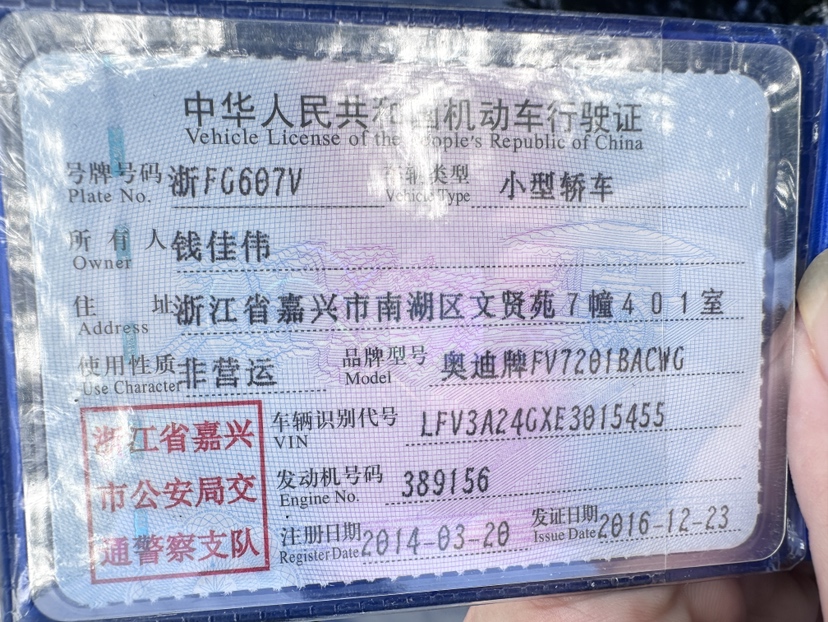 中华人民共和国机动车行驶证
Vehicle License of the People's Republic of China
号牌号码 浙FG607V 车辆类型 小型轿车
Plate No. Vehicle Type
所有人 钱佳伟
Owner
住址 浙江省嘉兴市南湖区文贤苑7幢401室
Address
使用性质 非营运 品牌型号 奥迪牌FV7201BACWG
Use Character Model
浙江省嘉兴
市公安局交
通警察支队
车辆识别代号 LFV3A24GXE3015455
VIN
发动机号码 389156
Engine No.
注册日期 2014-03-20 发证日期 2016-12-23
Register Date Issue Date